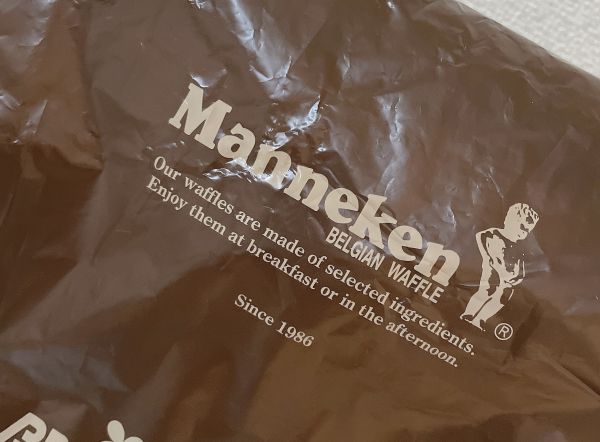 Manneken
BELGIAN WAFFLE
®
Our waffles are made of selected ingredients.
Enjoy them at breakfast or in the afternoon.
Since 1986